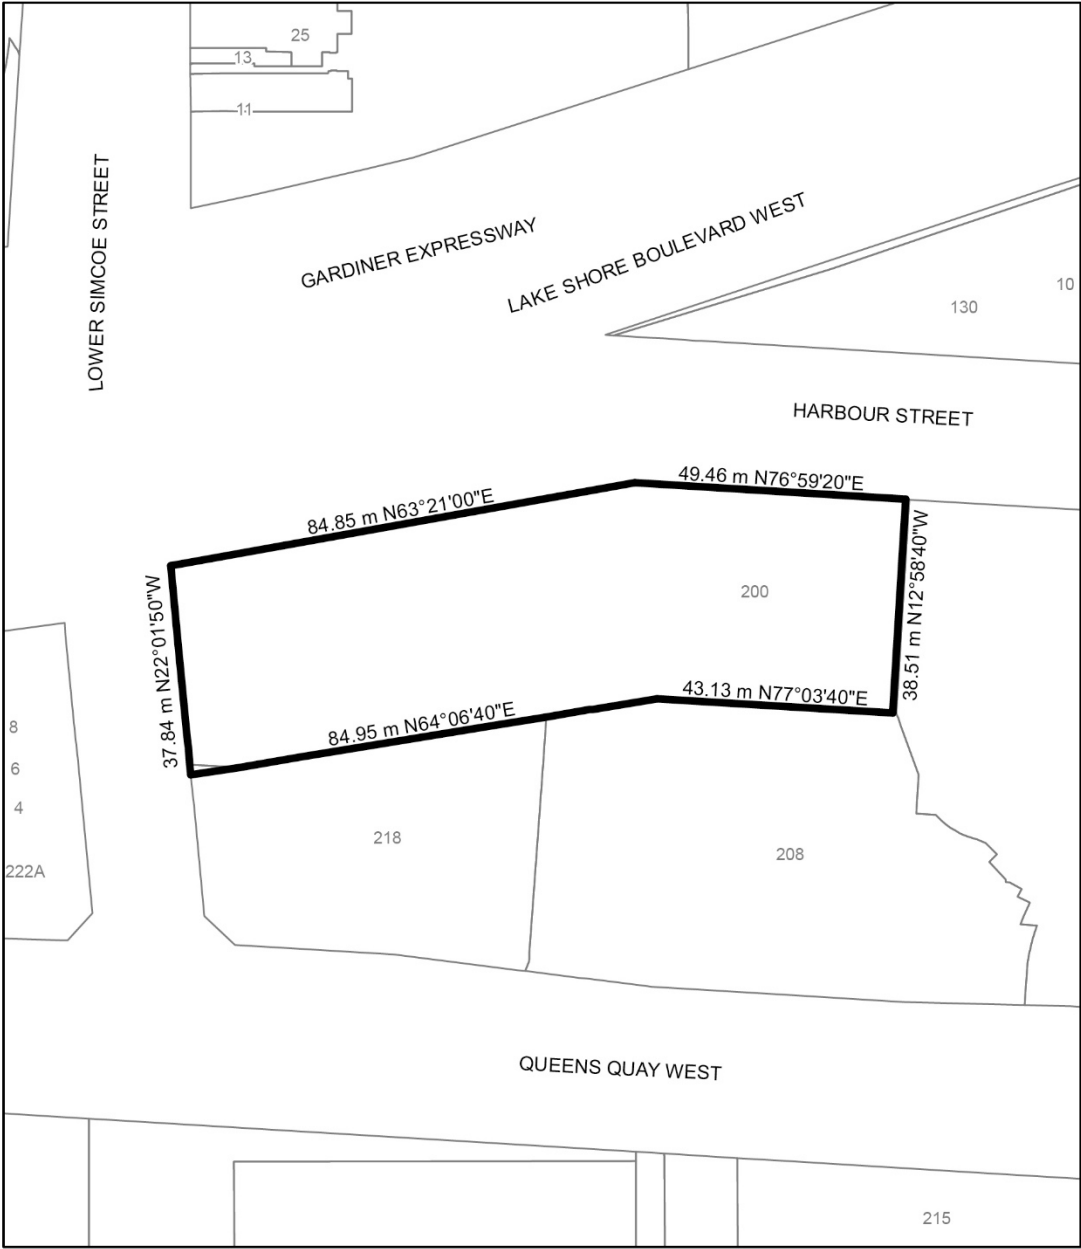 25
13
11
LOWER SIMCOE STREET
GARDINER EXPRESSWAY
LAKE SHORE BOULEVARD WEST
10
130
HARBOUR STREET
49.46 m N76°59'20"E
84.85 m N63°21'00"E
38.51 m N12°58'40"W
37.84 m N22°01'50"W
200
43.13 m N77°03'40"E
84.95 m N64°06'40"E
8
6
4
222A
218
208
QUEENS QUAY WEST
215